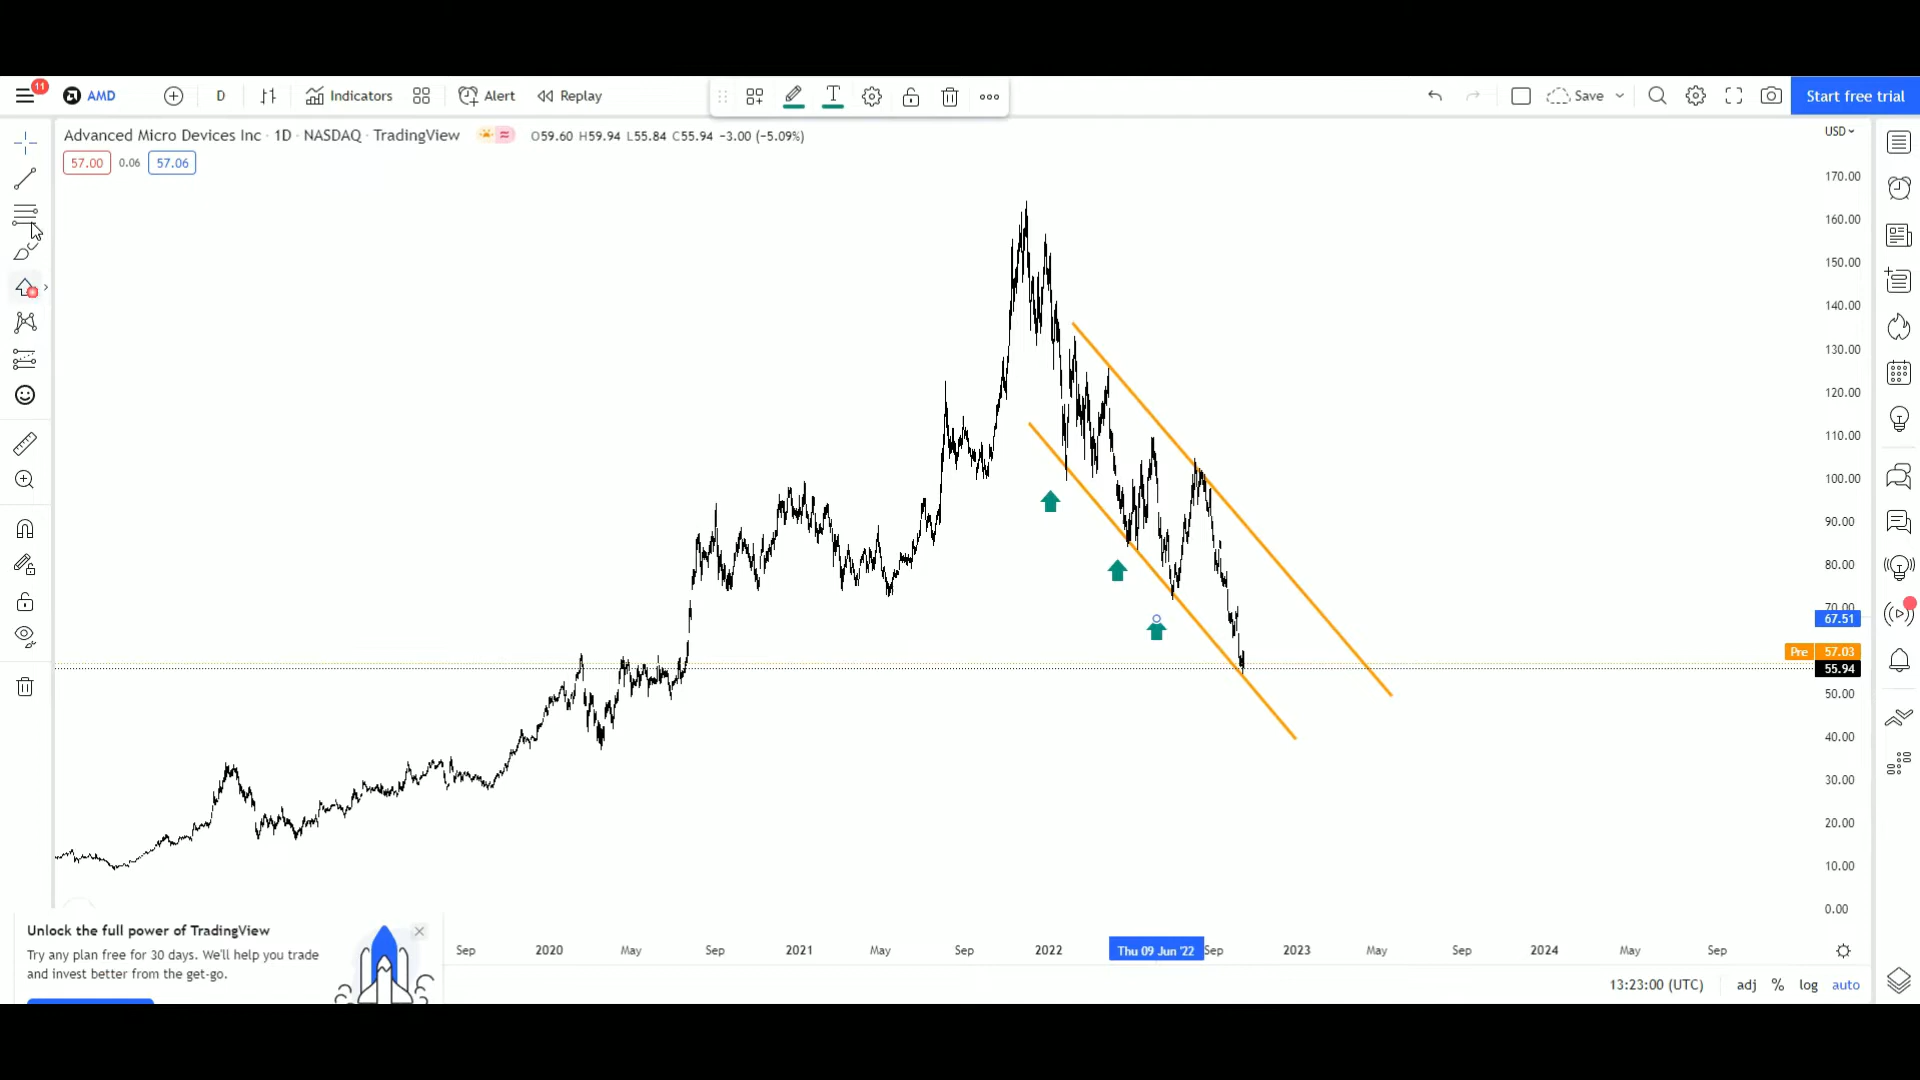 11
AMD
D
Indicators
Alert
Replay
T
Save
Start free trial
Advanced Micro Devices Inc · 1D · NASDAQ · TradingView
O59.60 H59.94 L55.84 C55.94 −3.00 (−5.09%)
USD
57.00 0.06 57.06
170.00
160.00
150.00
140.00
130.00
120.00
110.00
100.00
90.00
80.00
70.00
67.51
Pre 57.03
55.94
50.00
40.00
30.00
20.00
10.00
0.00
Unlock the full power of TradingView
Try any plan free for 30 days. We'll help you trade
and invest better from the get-go.
Sep 2020 May Sep 2021 May Sep 2022 Thu 09 Jun '22 Sep 2023 May Sep 2024 May Sep
13:23:00 (UTC) adj % log auto